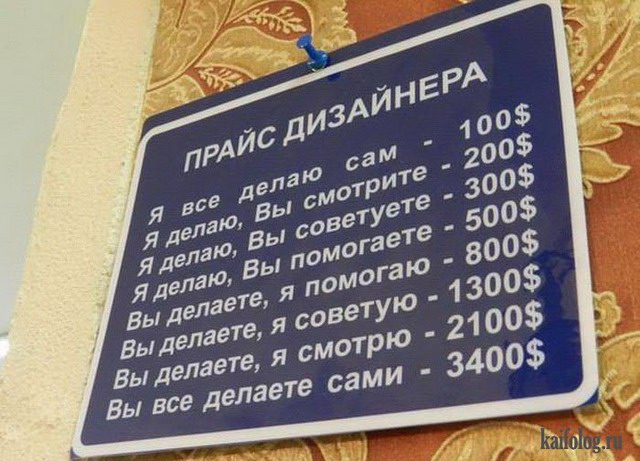 ПРАЙС ДИЗАЙНЕРА
Я все делаю сам - 100$
Я делаю, Вы смотрите - 200$
Я делаю, Вы советуете - 300$
Я делаю, Вы помогаете - 500$
Вы делаете, я помогаю - 800$
Вы делаете, я советую - 1300$
Вы делаете, я смотрю - 2100$
Вы все делаете сами - 3400$
kaifolog.ru